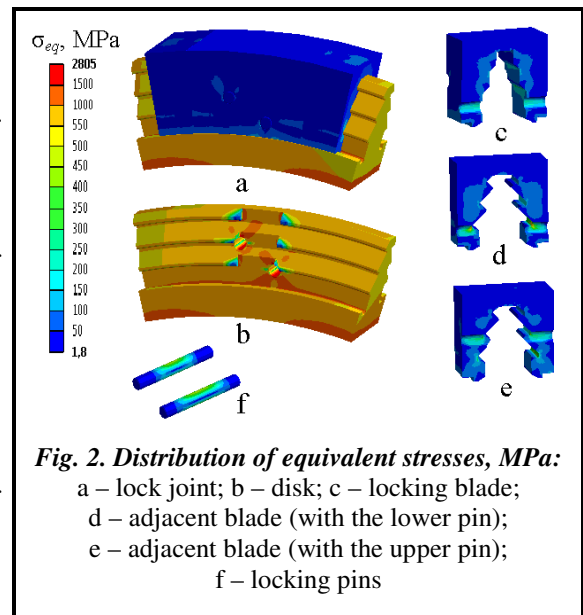 σeq, MPa
2805
1500
1000
550
500
450
400
350
300
250
200
150
100
50
1,8
a
b
f
c
d
e
Fig. 2. Distribution of equivalent stresses, MPa:
a – lock joint; b – disk; c – locking blade;
d – adjacent blade (with the lower pin);
e – adjacent blade (with the upper pin);
f – locking pins